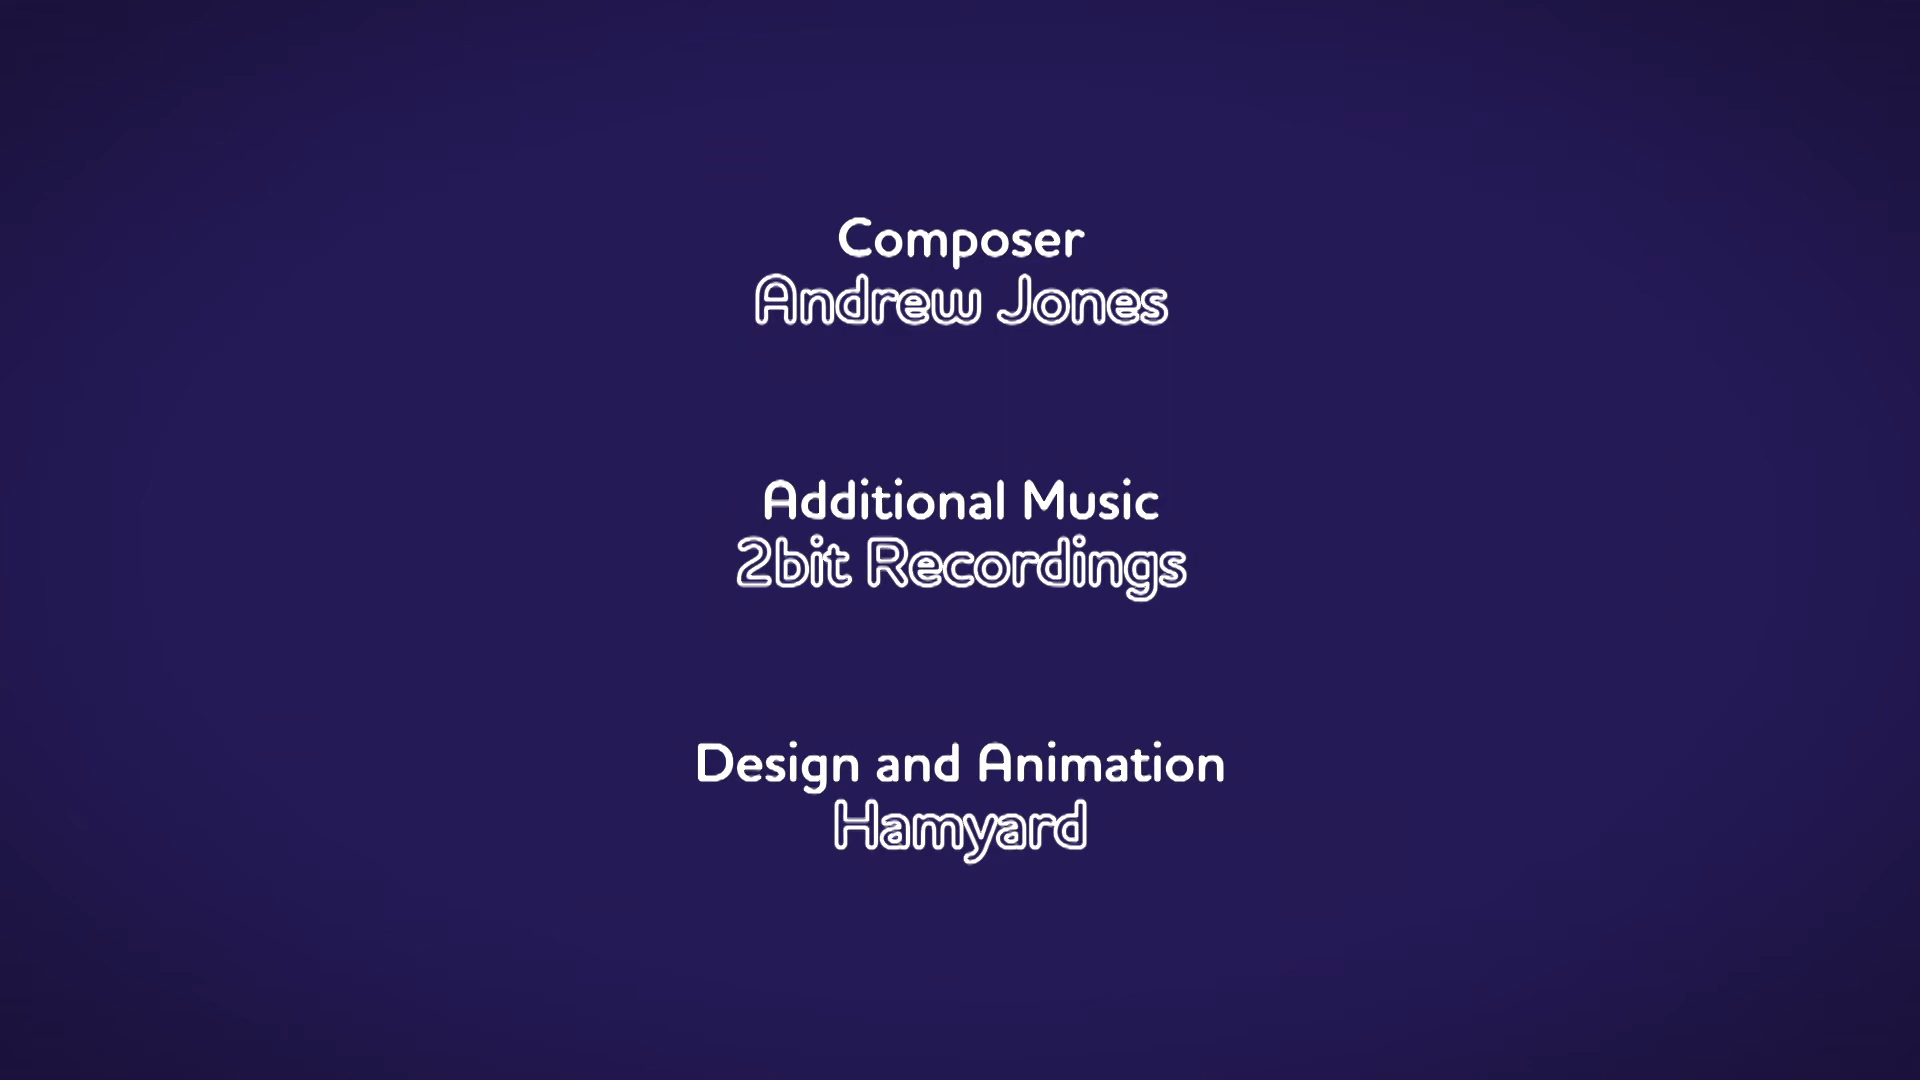 Composer
Andrew Jones
Additional Music
2bit Recordings
Design and Animation
Hamyard